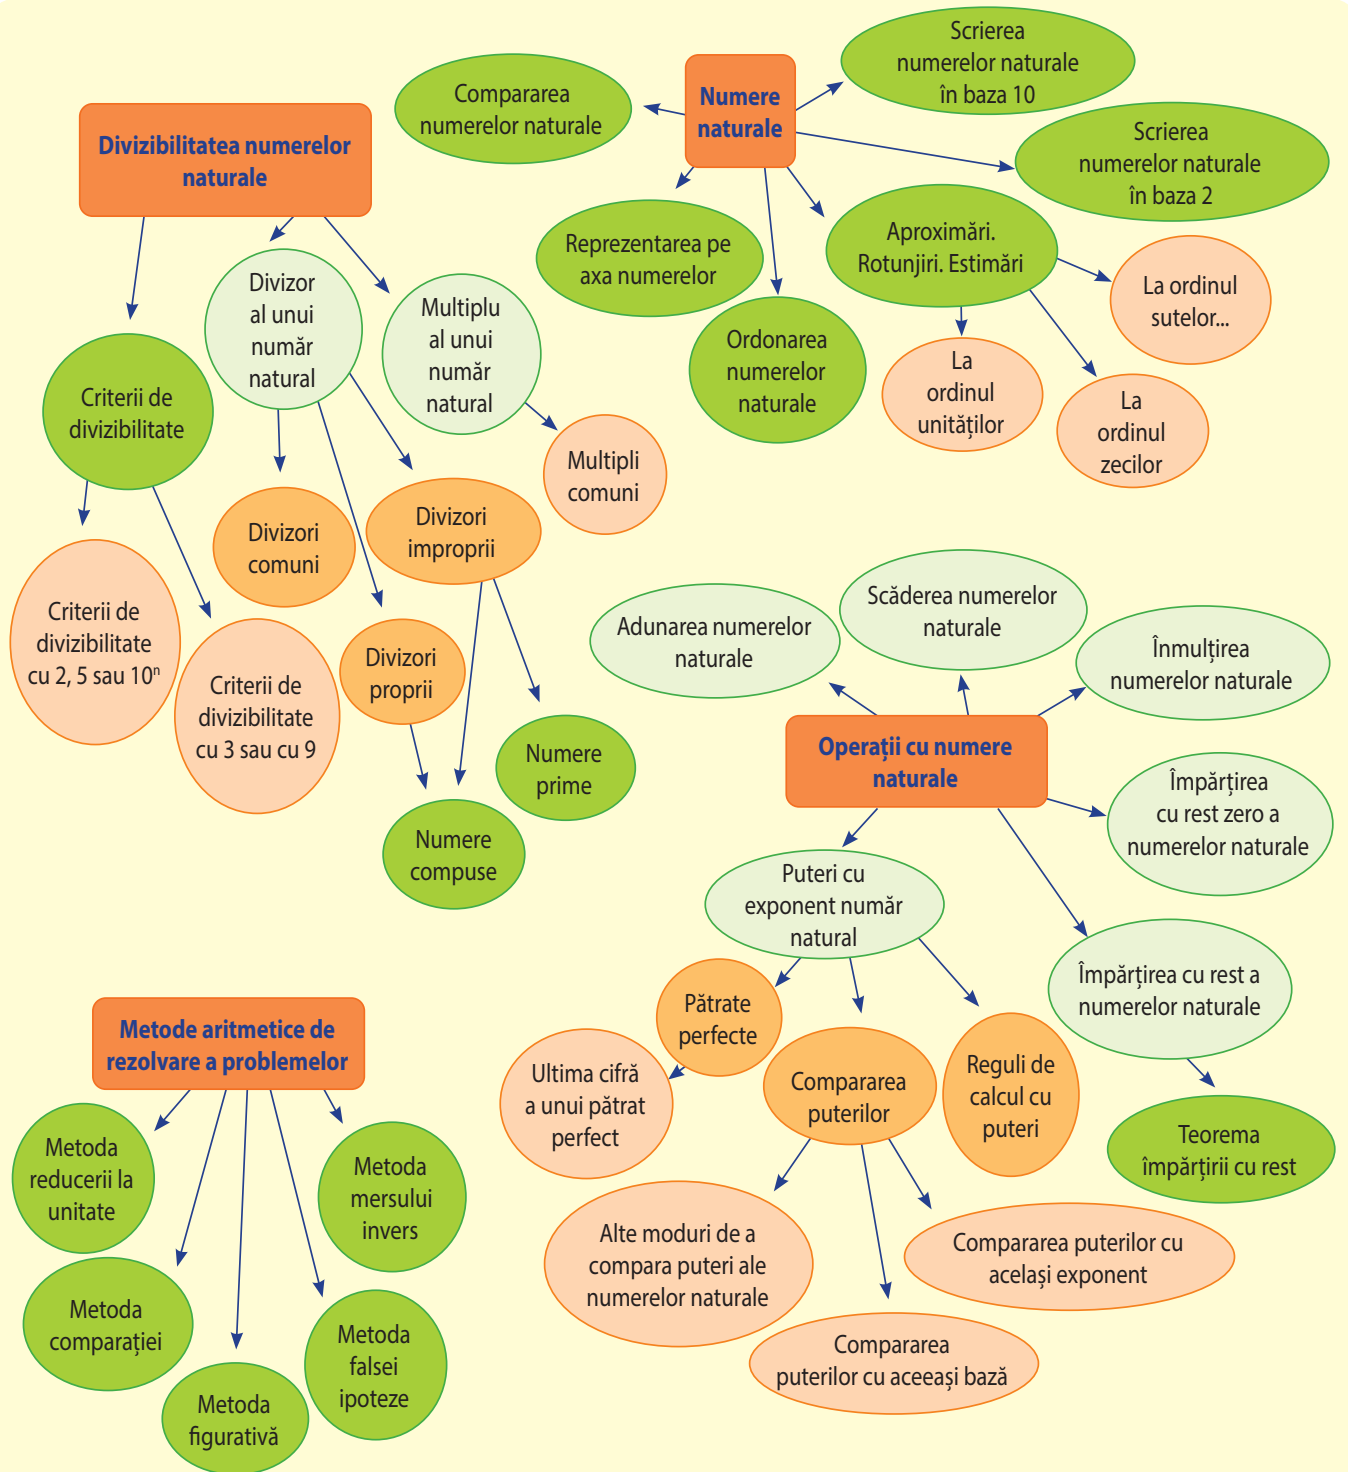 Divizibilitatea numerelor
naturale
Criterii de
divizibilitate
Criterii de
divizibilitate
cu 2, 5 sau 10ⁿ
Criterii de
divizibilitate
cu 3 sau cu 9
Divizor
al unui
număr
natural
Divizori
comuni
Divizori
proprii
Divizori
improprii
Numere
compuse
Numere
prime
Multiplu
al unui
număr
natural
Multipli
comuni
Numere
naturale
Compararea
numerelor naturale
Scrierea
numerelor naturale
în baza 10
Scrierea
numerelor naturale
în baza 2
Reprezentarea pe
axa numerelor
Ordonarea
numerelor
naturale
Aproximări.
Rotunjiri. Estimări
La
ordinul
unităților
La
ordinul
zecilor
La ordinul
sutelor...
Operații cu numere
naturale
Adunarea numerelor
naturale
Scăderea numerelor
naturale
Înmulțirea
numerelor naturale
Împărțirea
cu rest zero a
numerelor naturale
Împărțirea cu rest a
numerelor naturale
Teorema
împărțirii cu rest
Puteri cu
exponent număr
natural
Pătrate
perfecte
Ultima cifră
a unui pătrat
perfect
Compararea
puterilor
Reguli de
calcul cu
puteri
Alte moduri de a
compara puteri ale
numerelor naturale
Compararea
puterilor cu aceeași bază
Compararea puterilor cu
același exponent
Metode aritmetice de
rezolvare a problemelor
Metoda
reducerii la
unitate
Metoda
comparației
Metoda
figurativă
Metoda
falsei
ipoteze
Metoda
mersului
invers